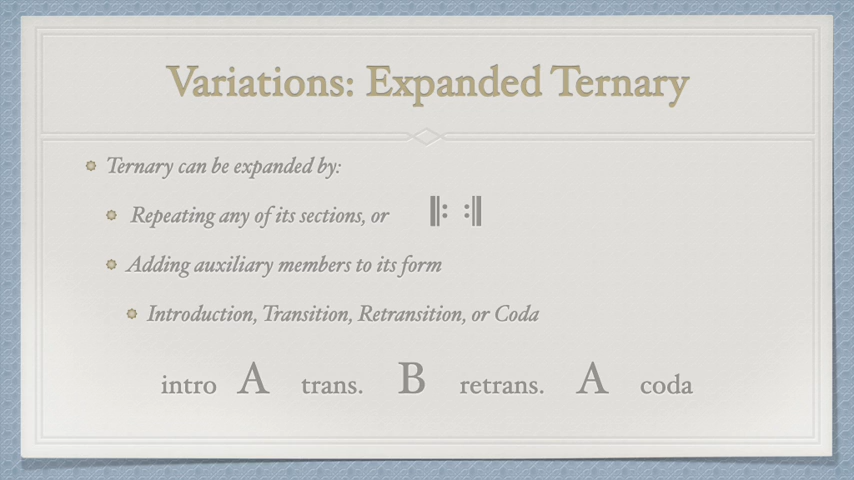 Variations: Expanded Ternary
Ternary can be expanded by:
Repeating any of its sections, or
Adding auxiliary members to its form
Introduction, Transition, Retransition, or Coda
intro A trans. B retrans. A coda